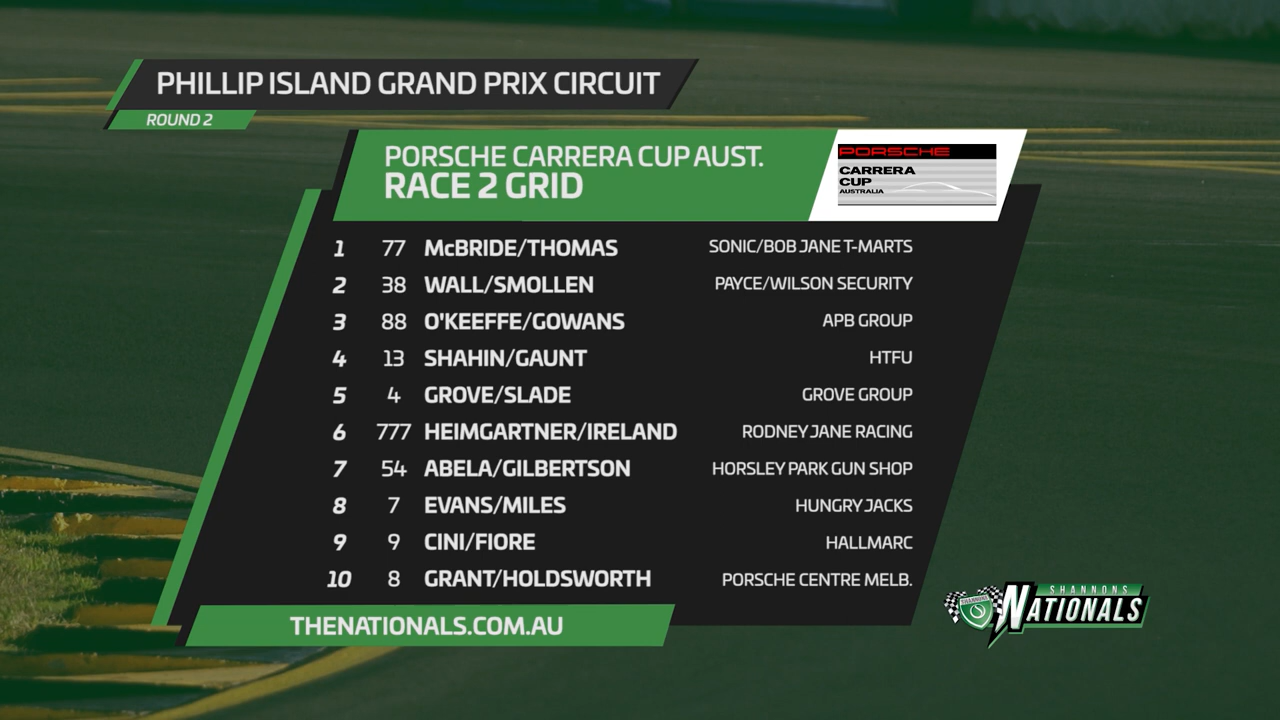 PHILLIP ISLAND GRAND PRIX CIRCUIT
ROUND 2
PORSCHE CARRERA CUP AUST.
RACE 2 GRID
PORSCHE
CARRERA
CUP
AUSTRALIA
1 77 McBRIDE/THOMAS SONIC/BOB JANE T-MARTS
2 38 WALL/SMOLLEN PAYCE/WILSON SECURITY
3 88 O'KEEFFE/GOWANS APB GROUP
4 13 SHAHIN/GAUNT HTFU
5 4 GROVE/SLADE GROVE GROUP
6 777 HEIMGARTNER/IRELAND RODNEY JANE RACING
7 54 ABELA/GILBERTSON HORSLEY PARK GUN SHOP
8 7 EVANS/MILES HUNGRY JACKS
9 9 CINI/FIORE HALLMARC
10 8 GRANT/HOLDSWORTH PORSCHE CENTRE MELB.
THENATIONALS.COM.AU
SHANNONS
NATIONALS